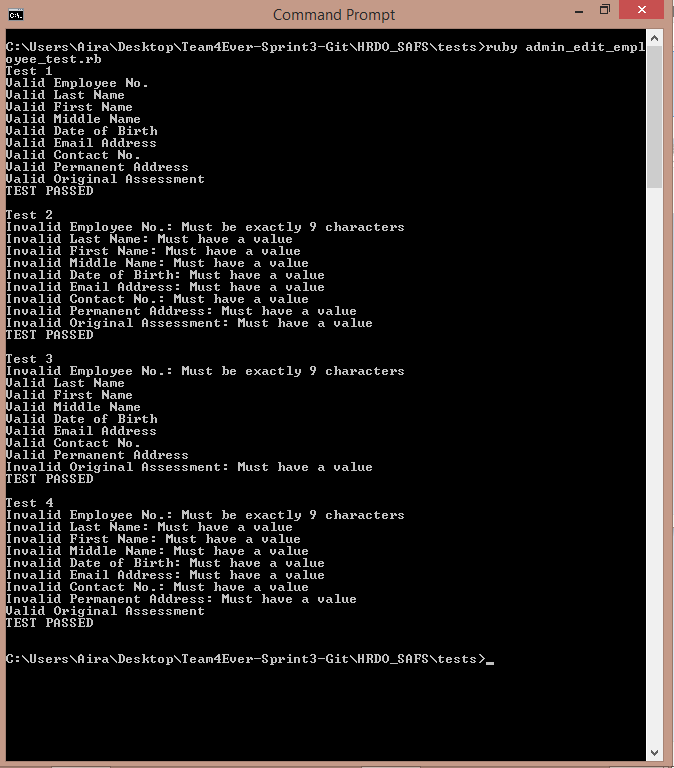 Command Prompt
C:\Users\Aira\Desktop\Team4Ever-Sprint3-Git\HRDO_SAFS\tests>ruby admin_edit_empl
oyee_test.rb
Test 1
Valid Employee No.
Valid Last Name
Valid First Name
Valid Middle Name
Valid Date of Birth
Valid Email Address
Valid Contact No.
Valid Permanent Address
Valid Original Assessment
TEST PASSED
Test 2
Invalid Employee No.: Must be exactly 9 characters
Invalid Last Name: Must have a value
Invalid First Name: Must have a value
Invalid Middle Name: Must have a value
Invalid Date of Birth: Must have a value
Invalid Email Address: Must have a value
Invalid Contact No.: Must have a value
Invalid Permanent Address: Must have a value
Invalid Original Assessment: Must have a value
TEST PASSED
Test 3
Invalid Employee No.: Must be exactly 9 characters
Valid Last Name
Valid First Name
Valid Middle Name
Valid Date of Birth
Valid Email Address
Valid Contact No.
Valid Permanent Address
Invalid Original Assessment: Must have a value
TEST PASSED
Test 4
Invalid Employee No.: Must be exactly 9 characters
Invalid Last Name: Must have a value
Invalid First Name: Must have a value
Invalid Middle Name: Must have a value
Invalid Date of Birth: Must have a value
Invalid Email Address: Must have a value
Invalid Contact No.: Must have a value
Invalid Permanent Address: Must have a value
Valid Original Assessment
TEST PASSED
C:\Users\Aira\Desktop\Team4Ever-Sprint3-Git\HRDO_SAFS\tests>_